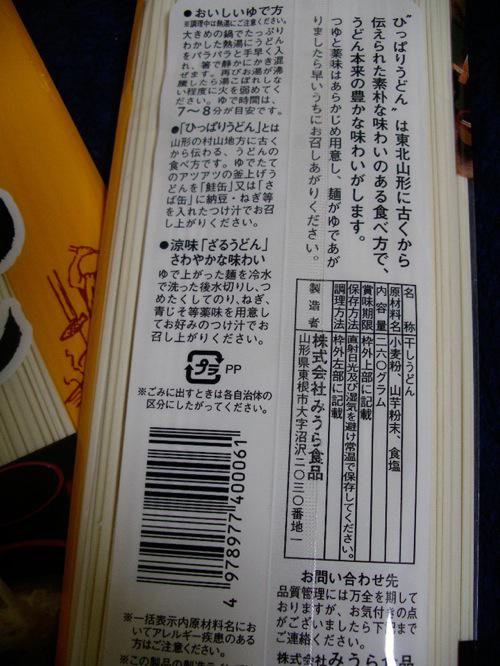 "ひっぱりうどん"は東北山形に古くから
伝えられた素朴な味わいのある食べ方で、
うどん本来の豊かな味わいがします。
つゆと薬味はあらかじめ用意し、麺がゆであが
りましたら早いうちにお召しあがりください。
●おいしいゆで方
※調理中は熱湯にご注意ください。
大きめの鍋でたっぷり
わかした熱湯にうどん
をパラパラと手早く入
れ、箸で静かにかき混
ぜます。再びお湯が沸
騰したら湯こぼれしな
い程度に火を弱めてく
ださい。ゆで時間は、
7〜8分が目安です。
●「ひっぱりうどん」とは
山形の村山地方に古く
から伝わる、うどんの
食べ方です。ゆでたて
のアツアツの釜上げうど
んを「鮭缶」又は「さ
ば缶」に納豆・ねぎ等
を入れたつけ汁でお召
し上がりください。
●涼味「ざるうどん」
さわやかな味わい
ゆで上がった麺を冷水
で洗った後水切りし、つ
めたくしてのり、ねぎ、
青じそ等薬味を用意し
てお好みのつけ汁でお
召し上がりください。
プラ
PP
※ごみに出すときは各自治体の
区分にしたがってください。
4 978977 400061
名称 干しうどん
原材料名 小麦粉、山芋粉末、食塩
内容量 二六〇グラム
賞味期限 枠外上部に記載
保存方法 直射日光及び湿気を避け常温で保存してください。
調理方法 枠外左部に記載
製造者 株式会社みうら食品
山形県東根市大字沼沢二〇三〇番地一
お問い合わせ先
品質管理には万全を期して
おりますが、お気付きの点
がございましたら下記まで
ご連絡ください。
株式会社みうら食品
※一括表示内原材料名にお
いてアレルギー疾患のある
方はご注意ください。
※この製品の製造ライ